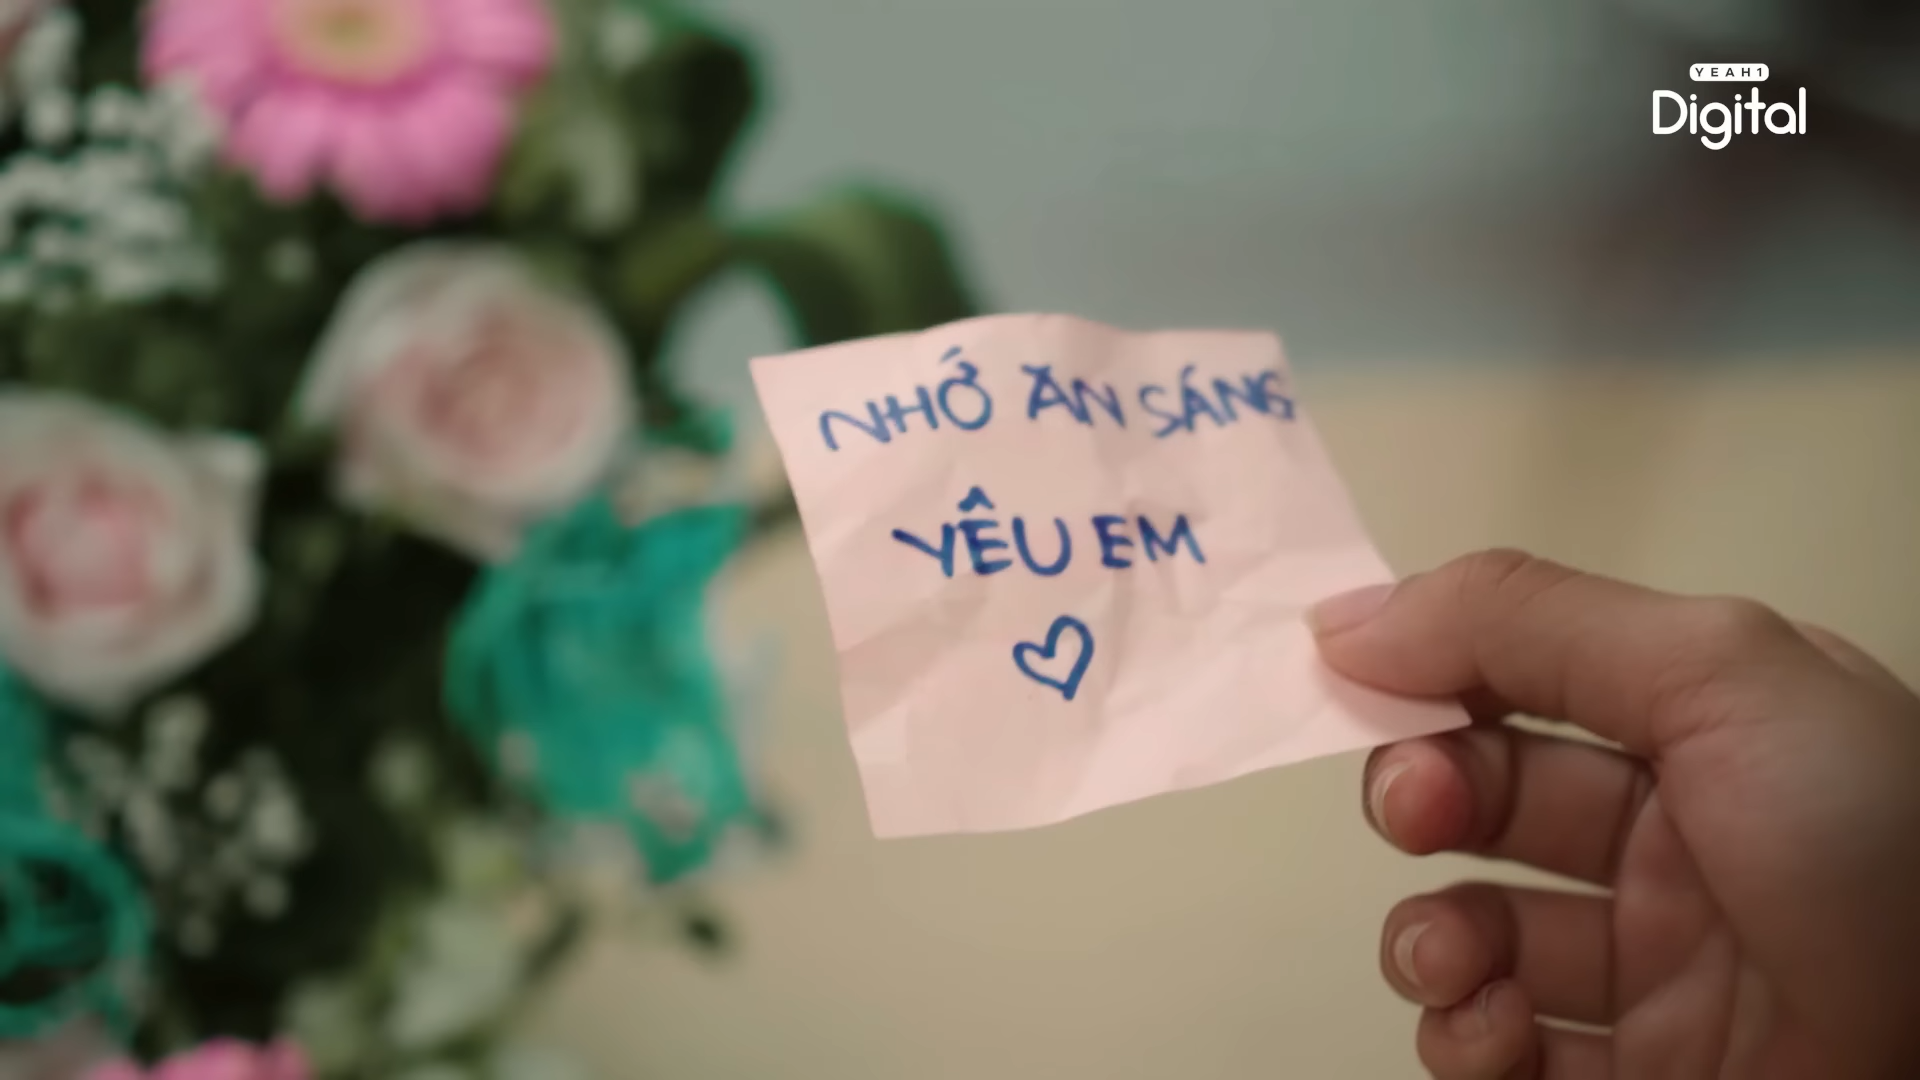 YEAH1
Digital
NHỚ ĂN SÁNG
YÊU EM